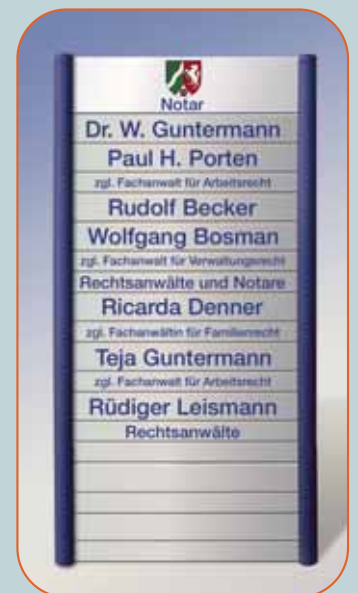 Notar
Dr. W. Guntermann
Paul H. Porten
zgl. Fachanwalt für Arbeitsrecht
Rudolf Becker
Wolfgang Bosman
zgl. Fachanwalt für Verwaltungsrecht
Rechtsanwälte und Notare
Ricarda Denner
zgl. Fachanwältin für Familienrecht
Teja Guntermann
zgl. Fachanwalt für Arbeitsrecht
Rüdiger Leismann
Rechtsanwälte